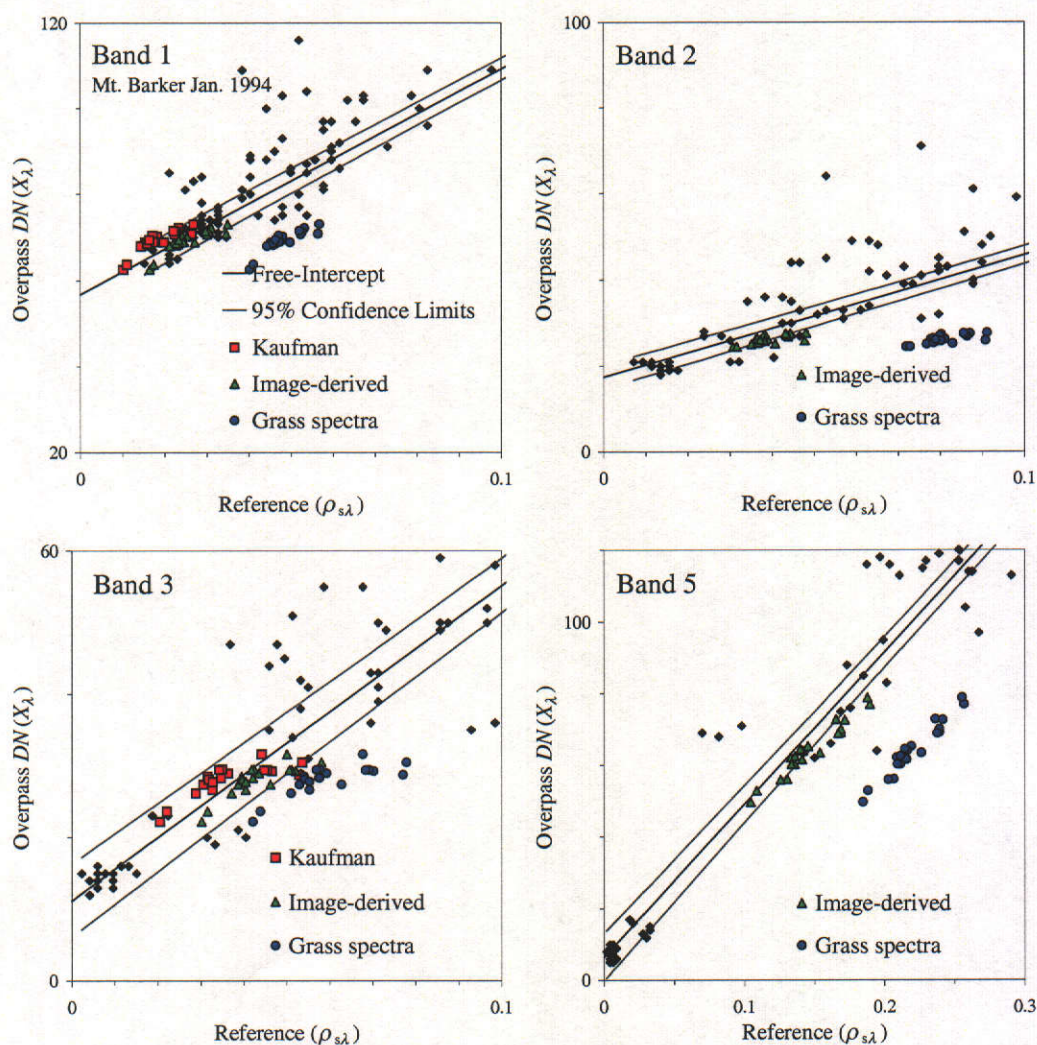 120
Band 1
Mt. Barker Jan. 1994
Overpass DN (Xλ)
Free-Intercept
95% Confidence Limits
Kaufman
Image-derived
Grass spectra
20
0
0.1
Reference (ρsλ)
100
Band 2
Overpass DN (Xλ)
Image-derived
Grass spectra
0
0
0.1
Reference (ρsλ)
60
Band 3
Overpass DN (Xλ)
Kaufman
Image-derived
Grass spectra
0
0
0.1
Reference (ρsλ)
Band 5
100
Overpass DN (Xλ)
Image-derived
Grass spectra
0
0
0.1
0.2
0.3
Reference (ρsλ)